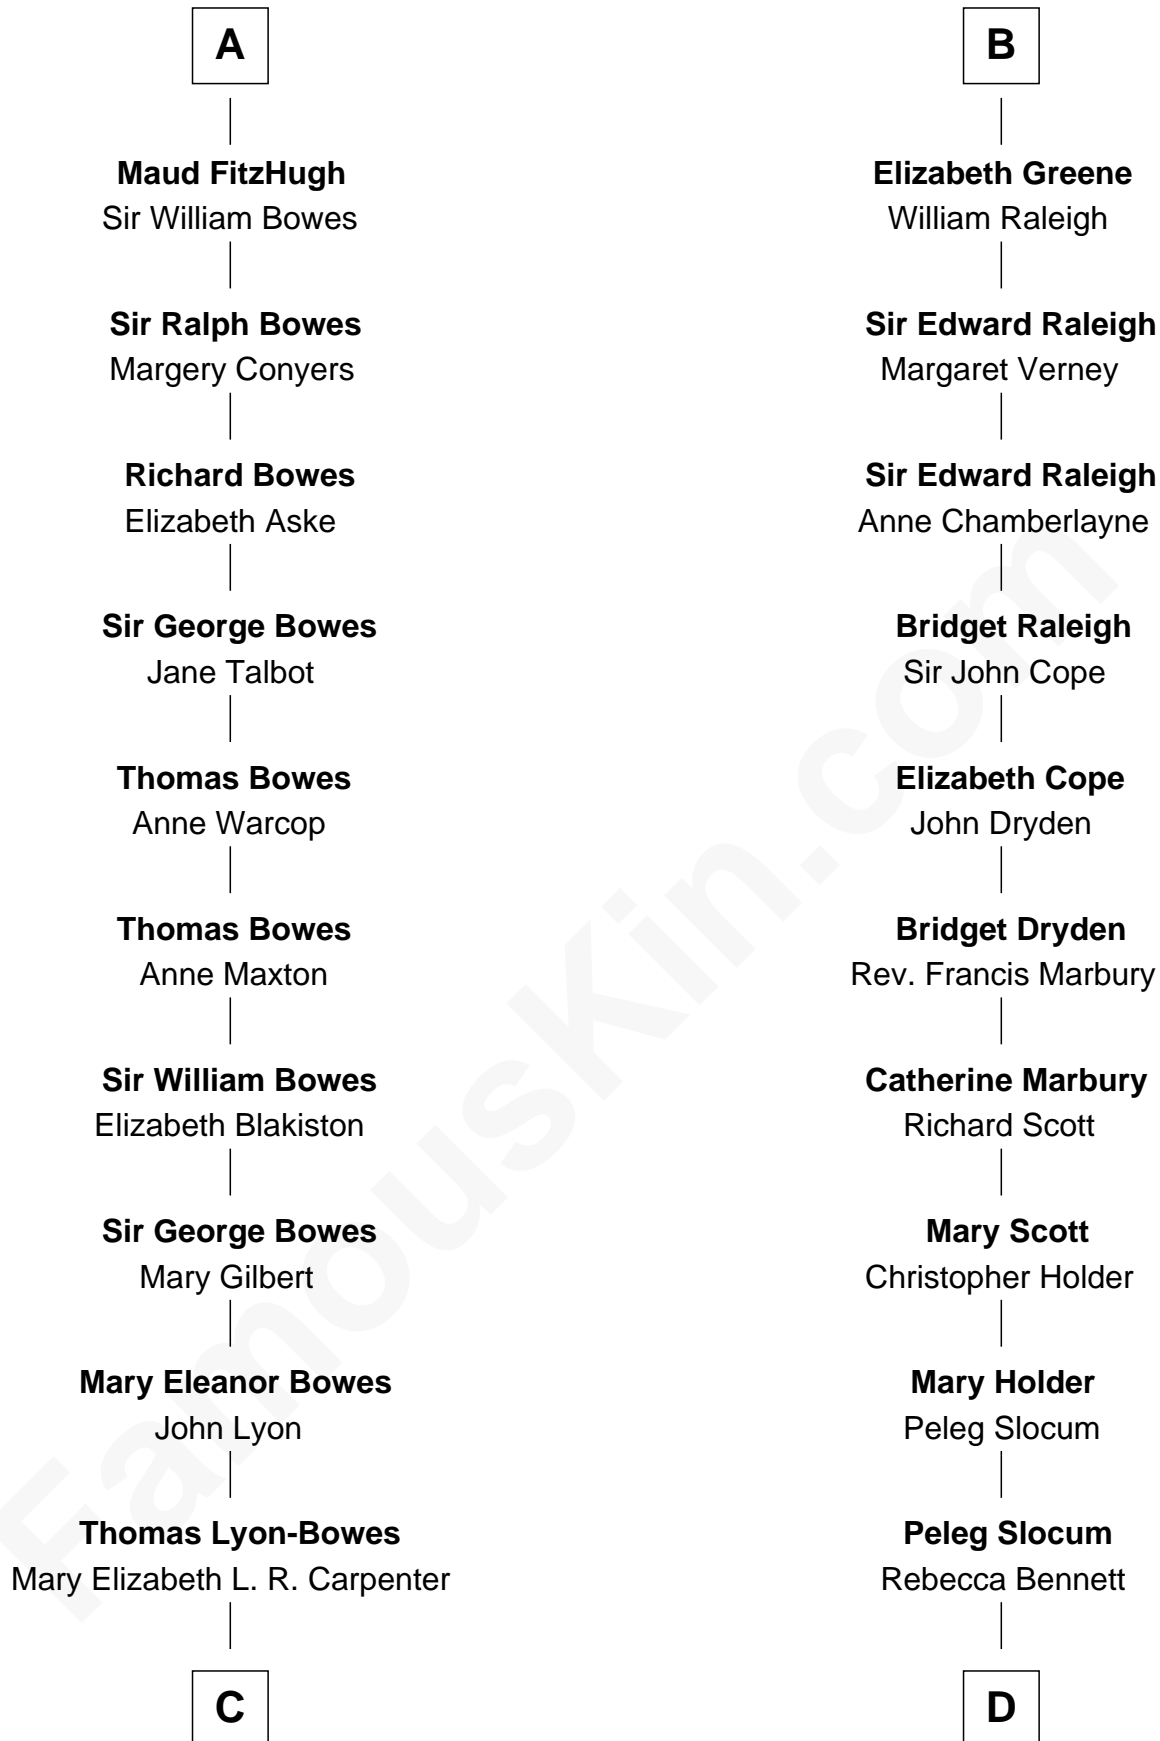 A
Maud FitzHugh
Sir William Bowes
Sir Ralph Bowes
Margery Conyers
Richard Bowes
Elizabeth Aske
Sir George Bowes
Jane Talbot
Thomas Bowes
Anne Warcop
Thomas Bowes
Anne Maxton
Sir William Bowes
Elizabeth Blakiston
Sir George Bowes
Mary Gilbert
Mary Eleanor Bowes
John Lyon
Thomas Lyon-Bowes
Mary Elizabeth L. R. Carpenter
C
B
Elizabeth Greene
William Raleigh
Sir Edward Raleigh
Margaret Verney
Sir Edward Raleigh
Anne Chamberlayne
Bridget Raleigh
Sir John Cope
Elizabeth Cope
John Dryden
Bridget Dryden
Rev. Francis Marbury
Catherine Marbury
Richard Scott
Mary Scott
Christopher Holder
Mary Holder
Peleg Slocum
Peleg Slocum
Rebecca Bennett
D
FamousKin.com